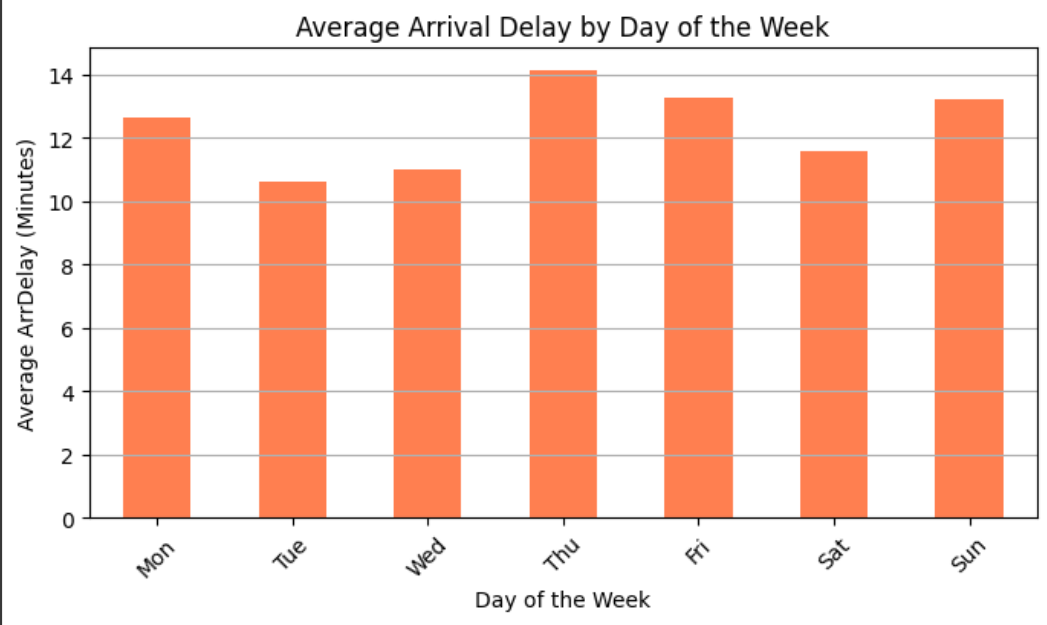 Average Arrival Delay by Day of the Week
Average ArrDelay (Minutes)
14
12
10
8
6
4
2
0
Mon
Tue
Wed
Thu
Fri
Sat
Sun
Day of the Week